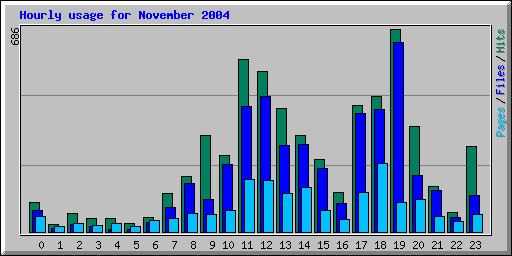 Hourly usage for November 2004
686
Pages/Files/Hits
0 1 2 3 4 5 6 7 8 9 10 11 12 13 14 15 16 17 18 19 20 21 22 23